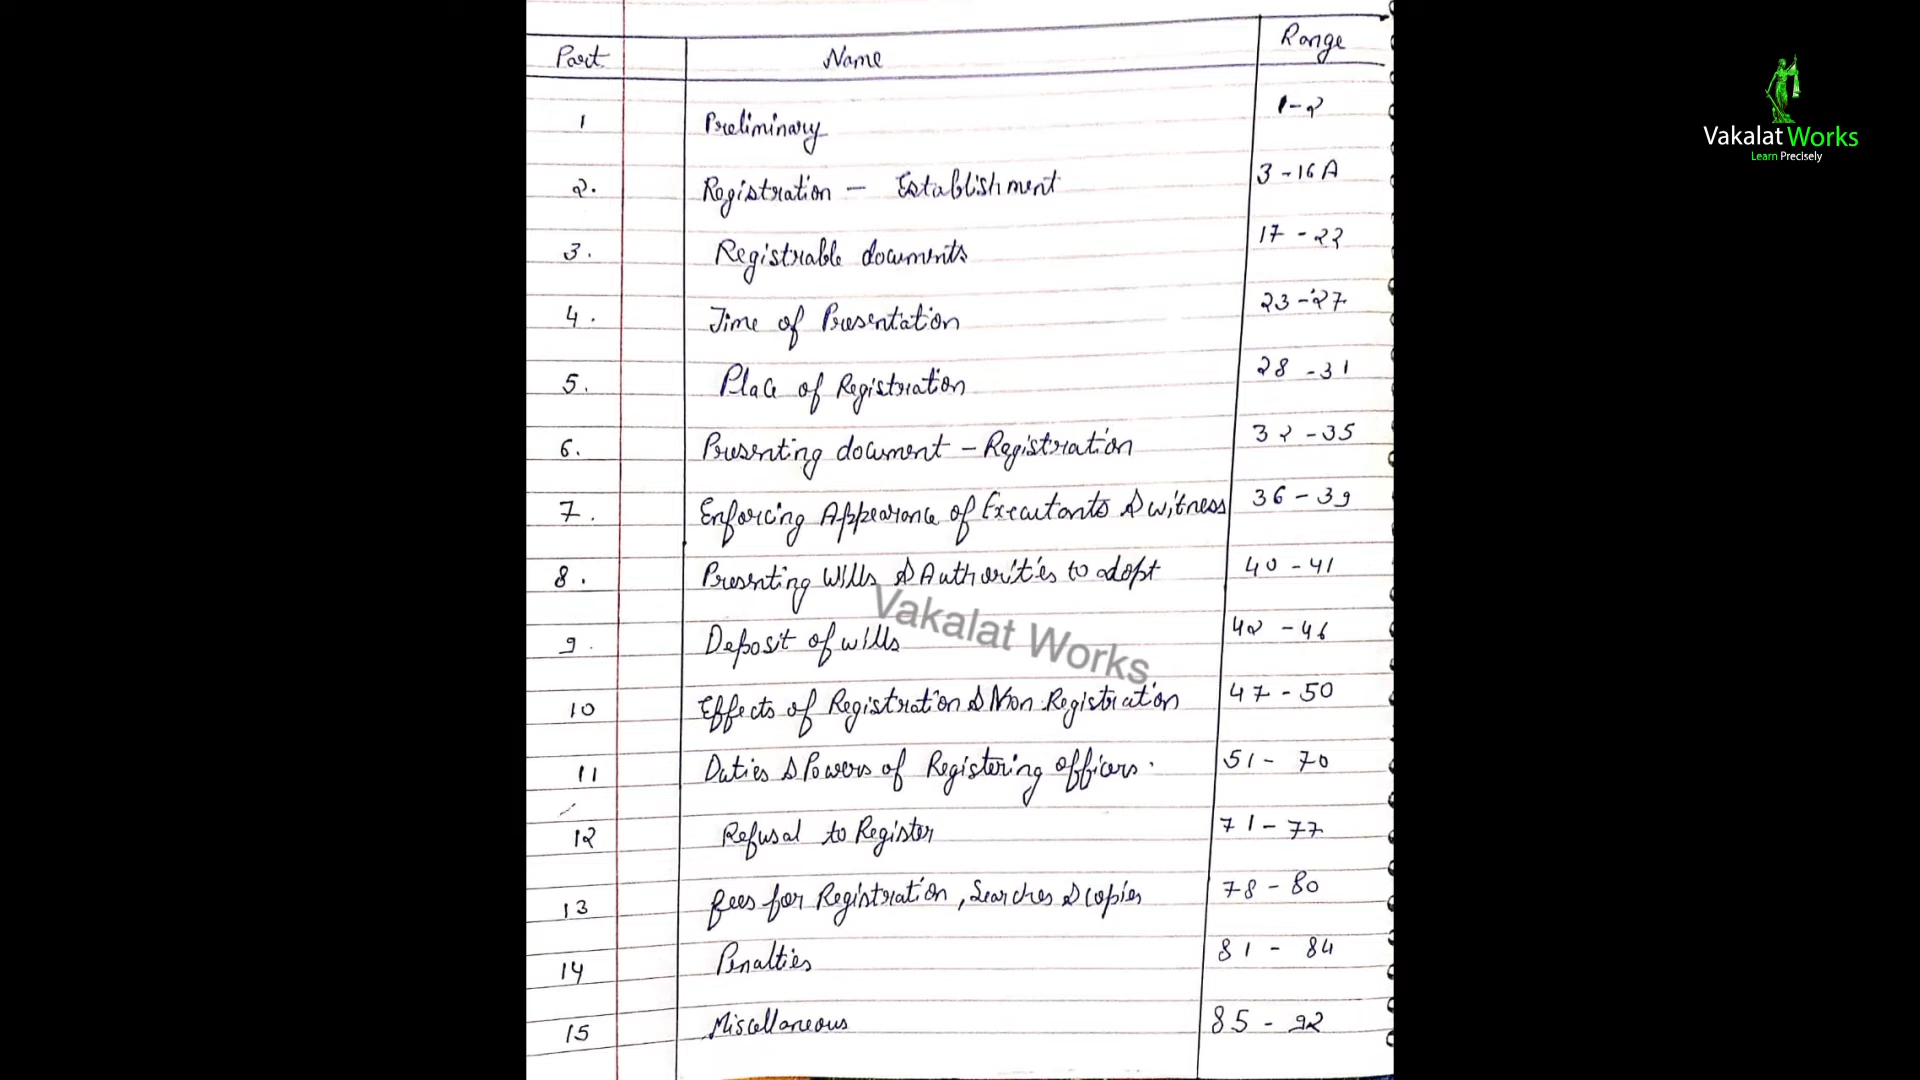 Part Name Range
1 Preliminary 1-2
2. Registration - Establishment 3-16A
3. Registrable documents 17-22
4. Time of Presentation 23-27
5. Place of Registration 28-31
6. Presenting document - Registration 32-35
7. Enforcing Appearance of Executants & witness 36-39
8. Presenting Wills & Authorities to adopt 40-41
9. Deposit of wills 42-46
10 Effects of Registration & Non-Registration 47-50
11 Duties & Powers of Registering officers. 51-70
12 Refusal to Register 71-77
13 fees for Registration, Searches & copies 78-80
14 Penalties 81-84
15 Miscellaneous 85-92
Vakalat Works
Vakalat Works
Learn Precisely